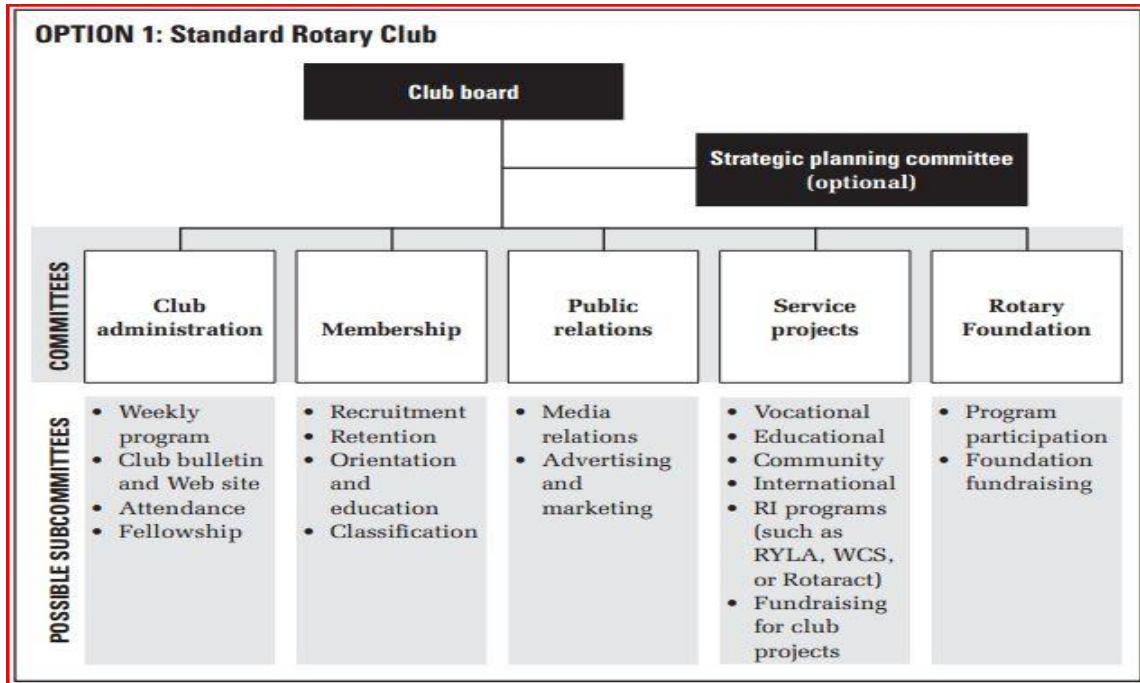 OPTION 1: Standard Rotary Club
Club board
Strategic planning committee
(optional)
COMMITTEES
Club
administration
Membership
Public
relations
Service
projects
Rotary
Foundation
POSSIBLE SUBCOMMITTEES
• Weekly
program
• Club bulletin
and Web site
• Attendance
• Fellowship
• Recruitment
• Retention
• Orientation
and
education
• Classification
• Media
relations
• Advertising
and
marketing
• Vocational
• Educational
• Community
• International
• RI programs
(such as
RYLA, WCS,
or Rotaract)
• Fundraising
for club
projects
• Program
participation
• Foundation
fundraising